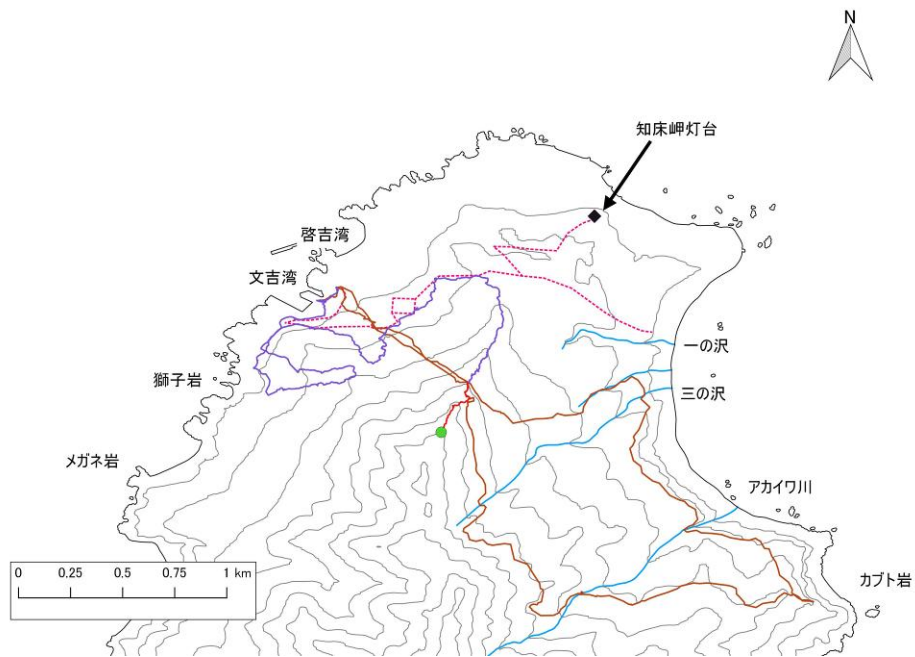 N
知床岬灯台
啓吉湾
文吉湾
一の沢
獅子岩
三の沢
メガネ岩
アカイワ川
0 0.25 0.5 0.75 1 km
カブト岩